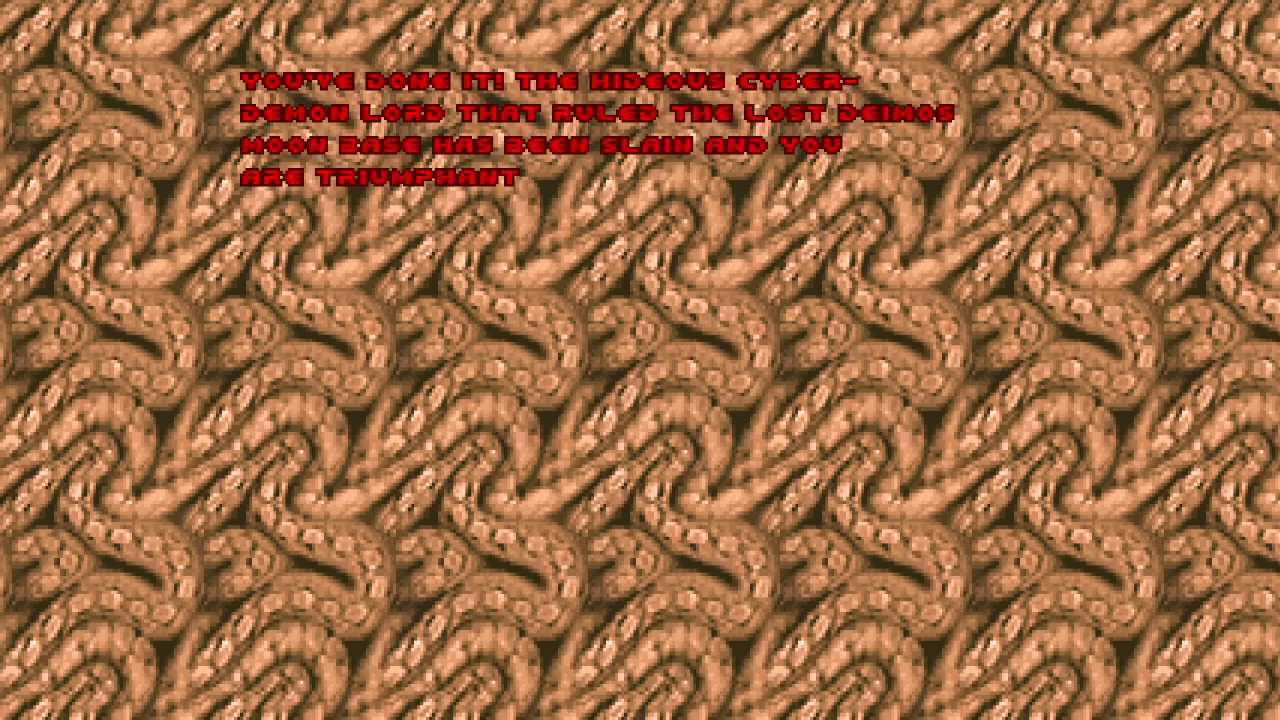 YOU'VE DONE IT! THE HIDEOUS CYBER-
DEMON LORD THAT RULED THE LOST DEIMOS
MOON BASE HAS BEEN SLAIN AND YOU
ARE TRIUMPHANT